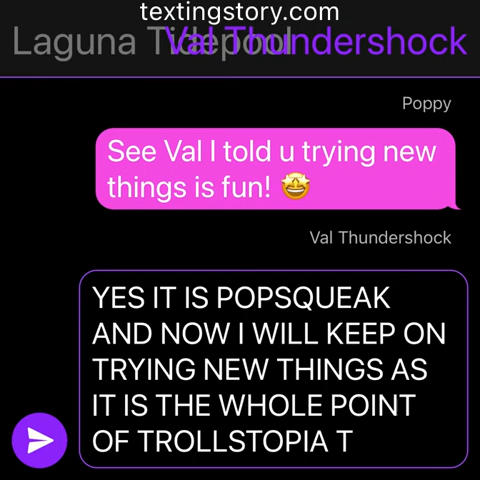 textingstory.com
Laguna Tidepool
Val Thundershock
Poppy
See Val I told u trying new
things is fun! 🤩
Val Thundershock
YES IT IS POPSQUEAK
AND NOW I WILL KEEP ON
TRYING NEW THINGS AS
IT IS THE WHOLE POINT
OF TROLLSTOPIA T